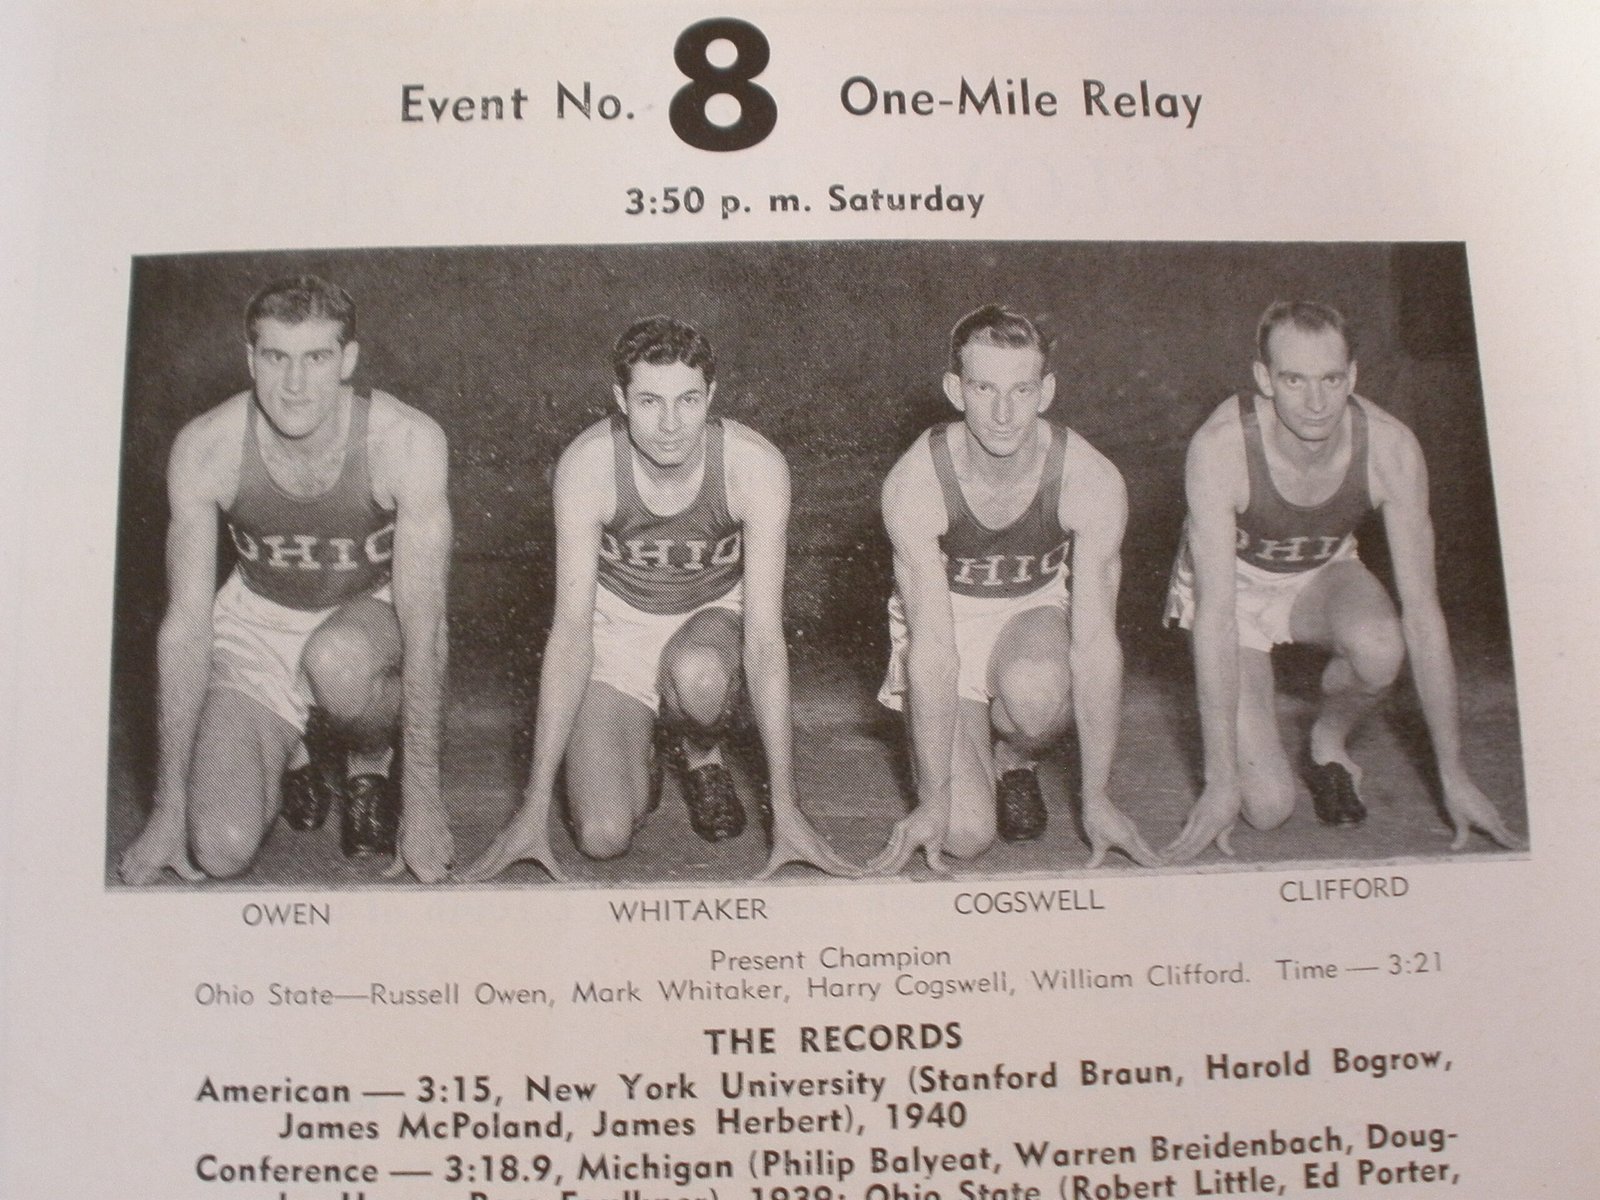 Event No. 8 One-Mile Relay
3:50 p. m. Saturday
OHIO OHIO OHIO OHIO
OWEN WHITAKER COGSWELL CLIFFORD
Present Champion
Ohio State—Russell Owen, Mark Whitaker, Harry Cogswell, William Clifford. Time — 3:21
THE RECORDS
American — 3:15, New York University (Stanford Braun, Harold Bogrow,
James McPoland, James Herbert), 1940
Conference — 3:18.9, Michigan (Philip Balyeat, Warren Breidenbach, Doug-
1939; Ohio State (Robert Little, Ed Porter,